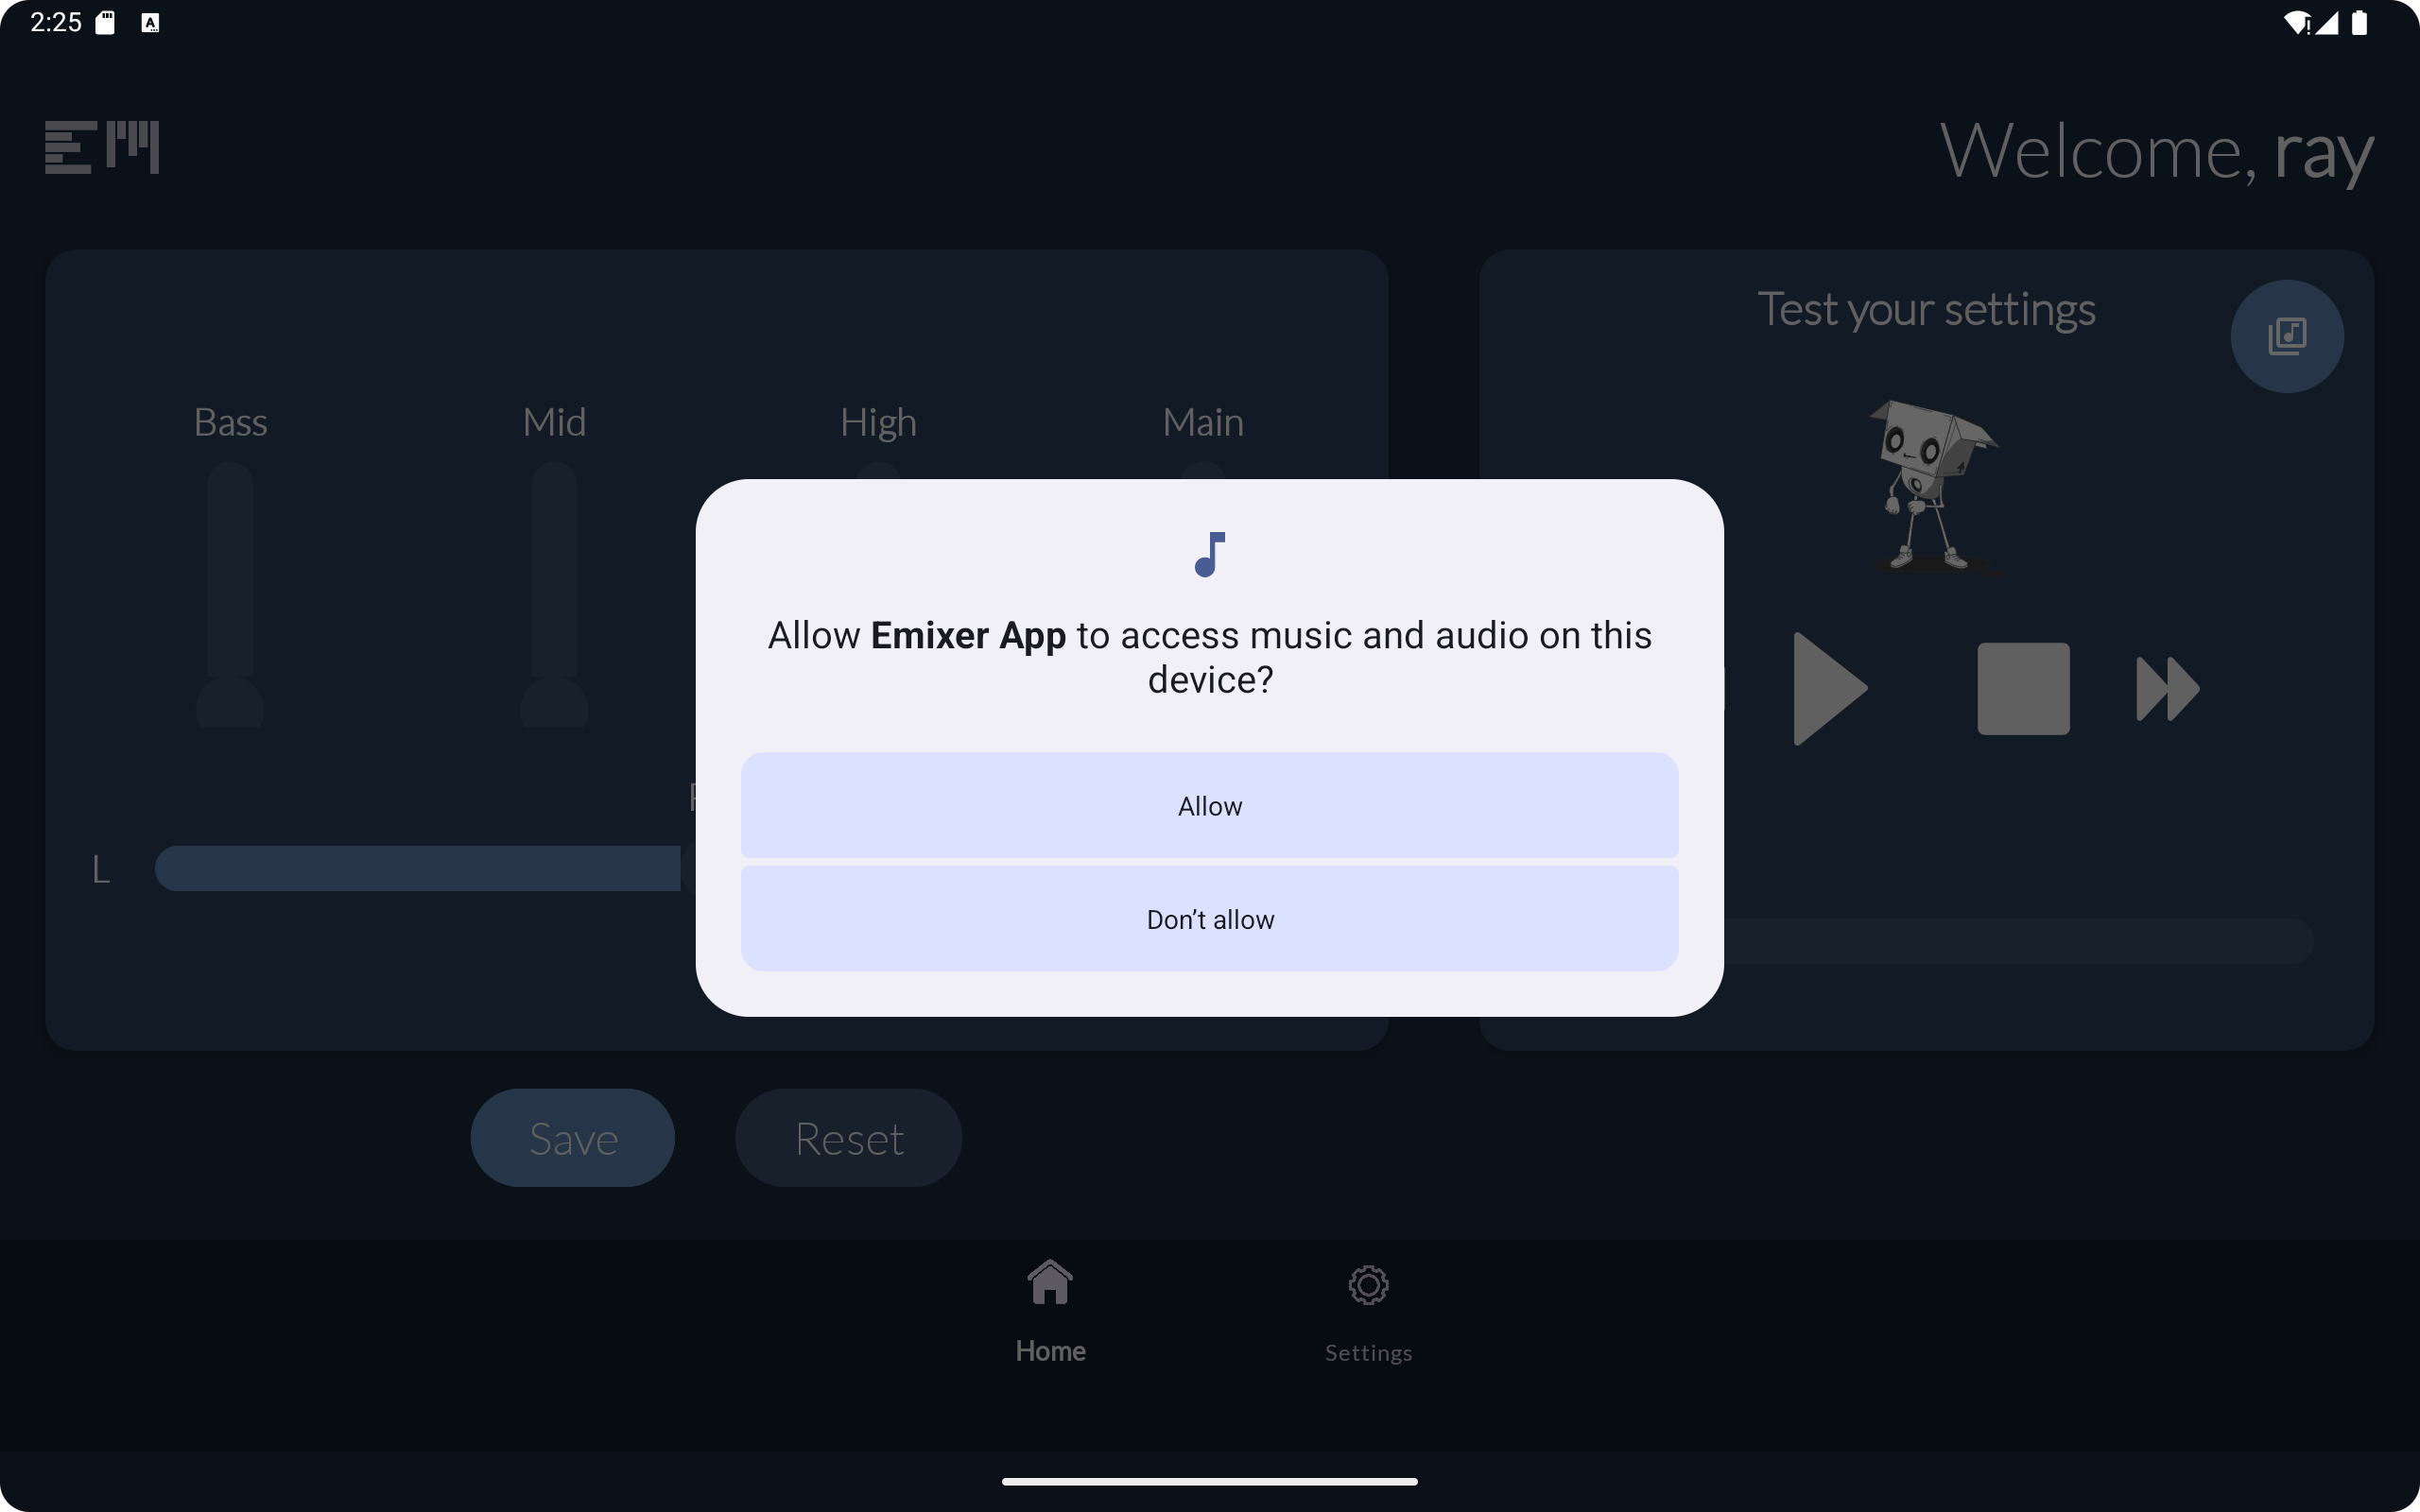 2:25
EM
Welcome, ray
Test your settings
Bass Mid High Main
Allow Emixer App to access music and audio on this
device?
Allow
Don’t allow
L
Save Reset
Home Settings